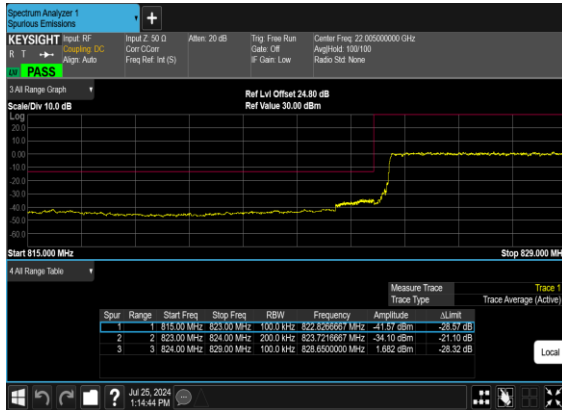 Spectrum Analyzer 1
Spurious Emissions
+
KEYSIGHT Input: RF Input Z: 50 Ω Atten: 20 dB Trig: Free Run Center Freq: 22.005000000 GHz
R T Coupling: DC Corr CCorr Gate: Off Avg|Hold: 100/100
Align: Auto Freq Ref: Int (S) IF Gain: Low Radio Std: None
PASS
3 All Range Graph
Ref Lvl Offset 24.80 dB
Scale/Div 10.0 dB Ref Value 30.00 dBm
Log
20.0
10.0
0.00
-10.0
-20.0
-30.0
-40.0
-50.0
-60.0
Start 815.000 MHz Stop 829.000 MHz
4 All Range Table
Measure Trace Trace 1
Trace Type Trace Average (Active)
Spur Range Start Freq Stop Freq RBW Frequency Amplitude ΔLimit
1 1 815.00 MHz 823.00 MHz 100.0 kHz 822.8266667 MHz -41.57 dBm -28.57 dB
2 2 823.00 MHz 824.00 MHz 200.0 kHz 823.7216667 MHz -34.10 dBm -21.10 dB
3 3 824.00 MHz 829.00 MHz 100.0 kHz 828.6500000 MHz 1.682 dBm -28.32 dB
Local
? Jul 25, 2024
1:14:44 PM